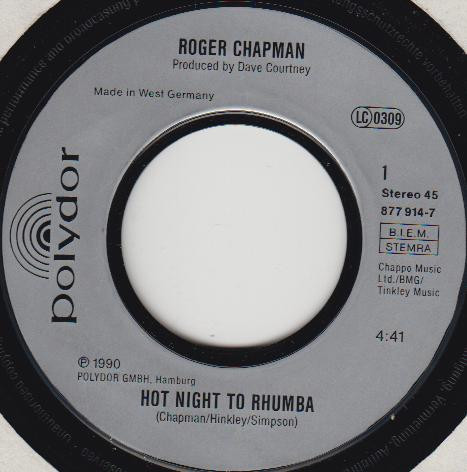 ROGER CHAPMAN
Produced by Dave Courtney
Made in West Germany
LC 0309
polydor
1
Stereo 45
877 914-7
B.I.E.M.
STEMRA
Chappo Music
Ltd./BMG/
Tinkley Music
4:41
℗ 1990
POLYDOR GMBH, Hamburg
HOT NIGHT TO RHUMBA
(Chapman/Hinkley/Simpson)